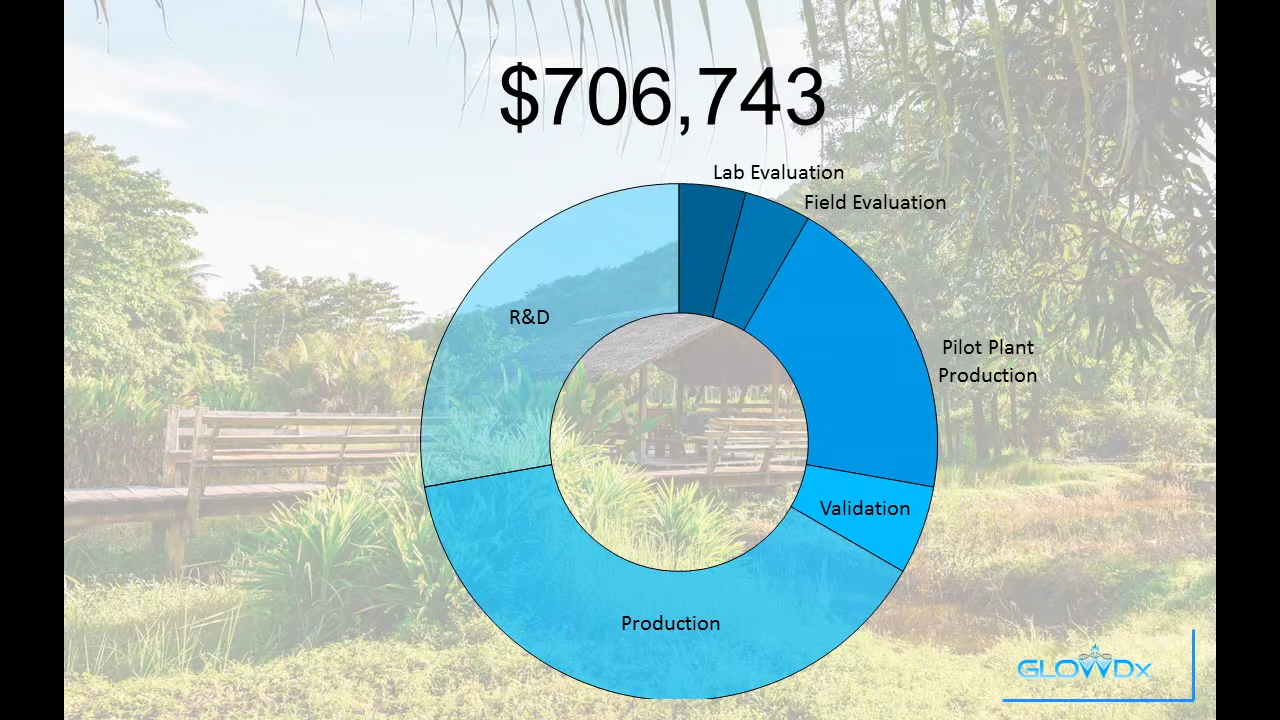 $706,743
Lab Evaluation
Field Evaluation
R&D
Pilot Plant
Production
Validation
Production
GLOWDx